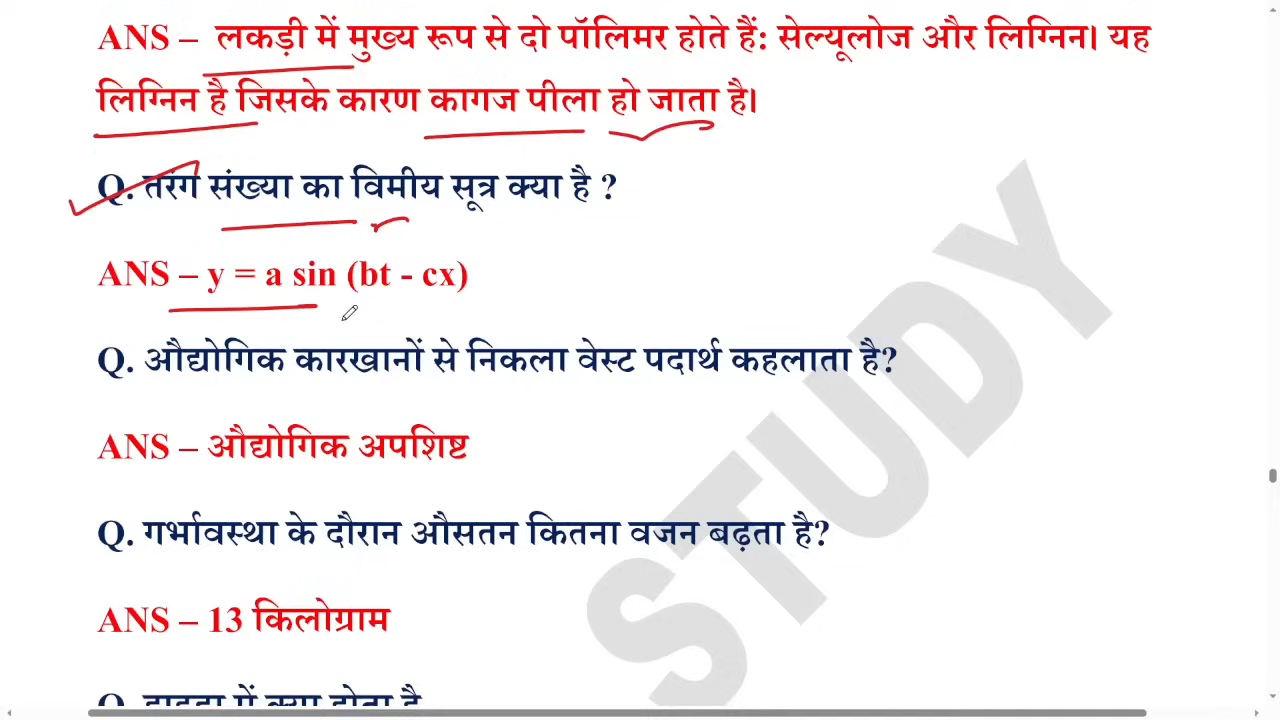 ANS – लकड़ी में मुख्य रूप से दो पॉलिमर होते हैं: सेल्यूलोज और लिग्निन। यह
लिग्निन है जिसके कारण कागज पीला हो जाता है।
Q. तरंग संख्या का विमीय सूत्र क्या है ?
ANS – y = a sin (bt - cx)
Q. औद्योगिक कारखानों से निकला वेस्ट पदार्थ कहलाता है?
ANS – औद्योगिक अपशिष्ट
Q. गर्भावस्था के दौरान औसतन कितना वजन बढ़ता है?
ANS – 13 किलोग्राम
Q. में क्या होता है
STUDY